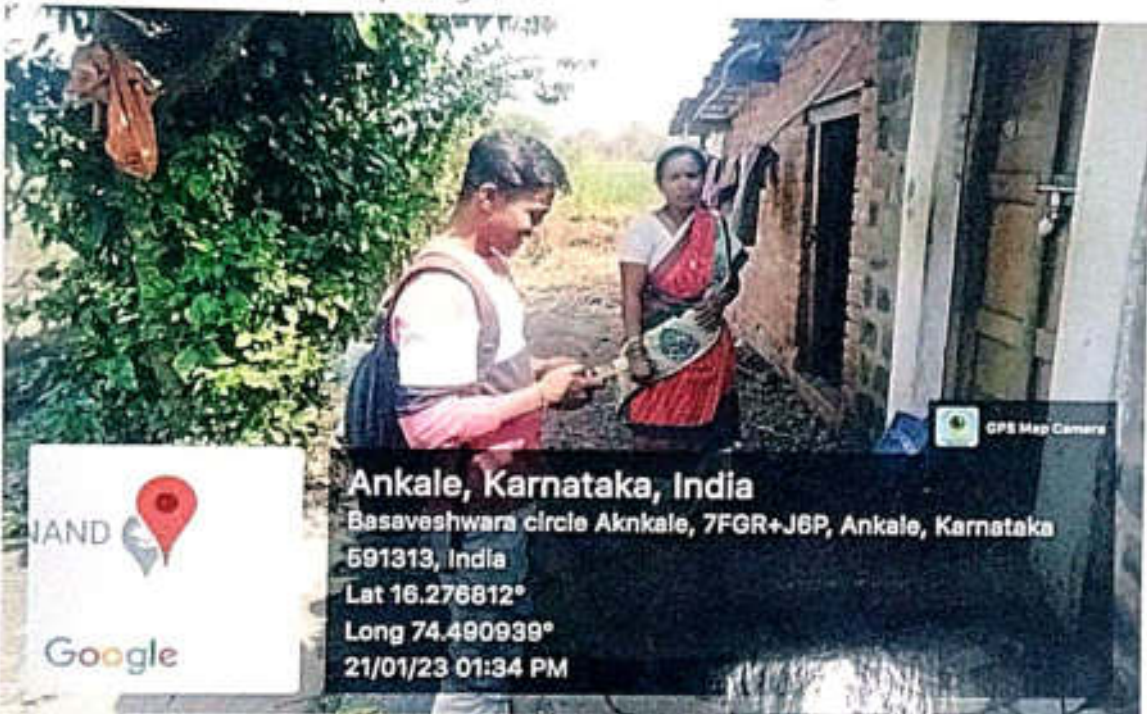 GPS Map Camera
Ankale, Karnataka, India
Basaveshwara circle Aknkale, 7FGR+J6P, Ankale, Karnataka
591313, India
Lat 16.276812°
Long 74.490939°
21/01/23 01:34 PM
NAND
Google